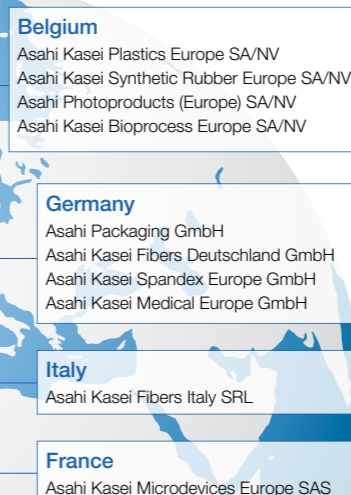 Belgium
Asahi Kasei Plastics Europe SA/NV
Asahi Kasei Synthetic Rubber Europe SA/NV
Asahi Photoproducts (Europe) SA/NV
Asahi Kasei Bioprocess Europe SA/NV
Germany
Asahi Packaging GmbH
Asahi Kasei Fibers Deutschland GmbH
Asahi Kasei Spandex Europe GmbH
Asahi Kasei Medical Europe GmbH
Italy
Asahi Kasei Fibers Italy SRL
France
Asahi Kasei Microdevices Europe SAS